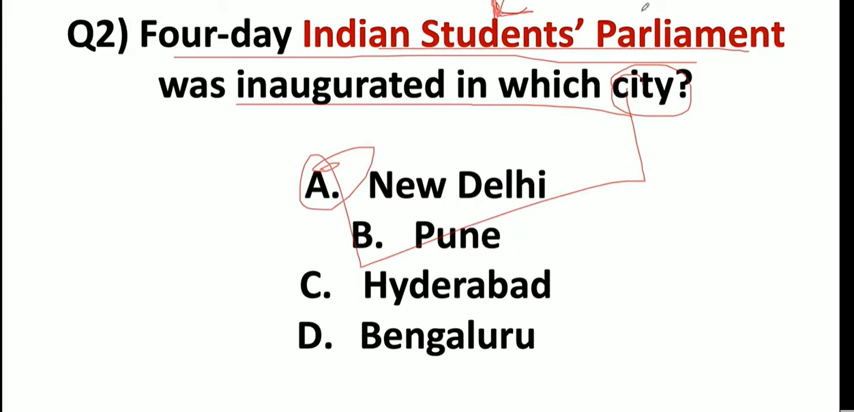 Q2) Four-day Indian Students’ Parliament
was inaugurated in which city?
A. New Delhi
B. Pune
C. Hyderabad
D. Bengaluru